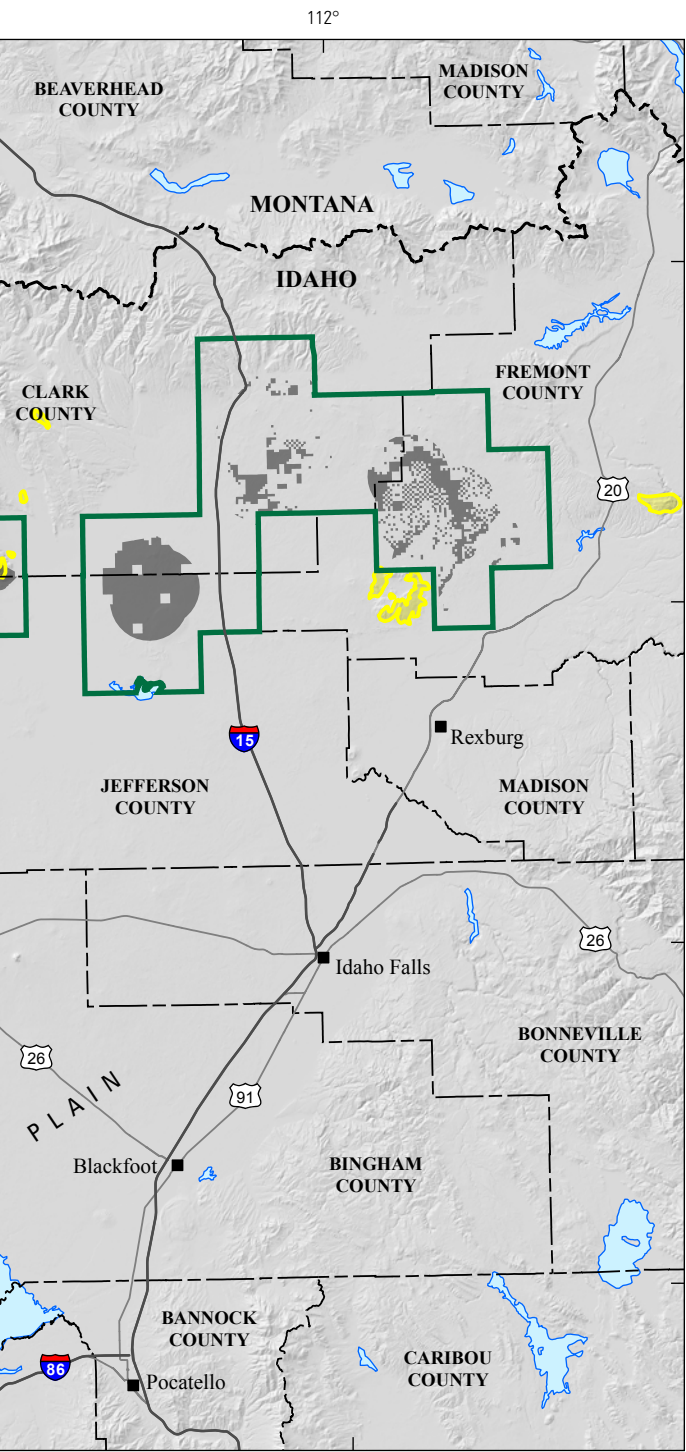 112°
BEAVERHEAD
COUNTY
MADISON
COUNTY
MONTANA
IDAHO
CLARK
COUNTY
FREMONT
COUNTY
20
15
Rexburg
JEFFERSON
COUNTY
MADISON
COUNTY
26
Idaho Falls
BONNEVILLE
COUNTY
26
91
PLAIN
Blackfoot
BINGHAM
COUNTY
BANNOCK
COUNTY
86
CARIBOU
COUNTY
Pocatello